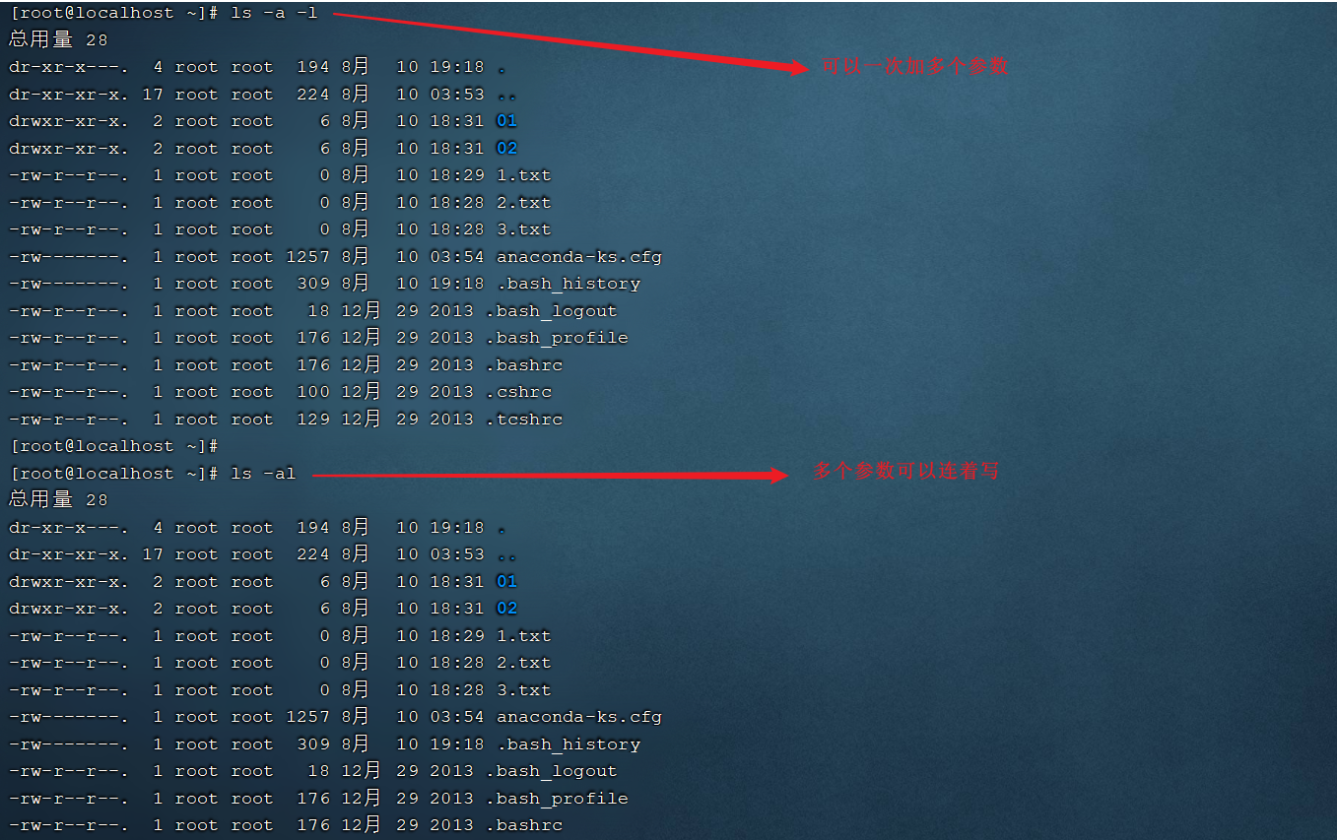 [root@localhost ~]# ls -a -l
可以一次加多个参数
总用量 28
dr-xr-x---. 4 root root 194 8月 10 19:18 .
dr-xr-xr-x. 17 root root 224 8月 10 03:53 ..
drwxr-xr-x. 2 root root 6 8月 10 18:31 01
drwxr-xr-x. 2 root root 6 8月 10 18:31 02
-rw-r--r--. 1 root root 0 8月 10 18:29 1.txt
-rw-r--r--. 1 root root 0 8月 10 18:28 2.txt
-rw-r--r--. 1 root root 0 8月 10 18:28 3.txt
-rw-------. 1 root root 1257 8月 10 03:54 anaconda-ks.cfg
-rw-------. 1 root root 309 8月 10 19:18 .bash_history
-rw-r--r--. 1 root root 18 12月 29 2013 .bash_logout
-rw-r--r--. 1 root root 176 12月 29 2013 .bash_profile
-rw-r--r--. 1 root root 176 12月 29 2013 .bashrc
-rw-r--r--. 1 root root 100 12月 29 2013 .cshrc
-rw-r--r--. 1 root root 129 12月 29 2013 .tcshrc
[root@localhost ~]#
[root@localhost ~]# ls -al
多个参数可以连着写
总用量 28
dr-xr-x---. 4 root root 194 8月 10 19:18 .
dr-xr-xr-x. 17 root root 224 8月 10 03:53 ..
drwxr-xr-x. 2 root root 6 8月 10 18:31 01
drwxr-xr-x. 2 root root 6 8月 10 18:31 02
-rw-r--r--. 1 root root 0 8月 10 18:29 1.txt
-rw-r--r--. 1 root root 0 8月 10 18:28 2.txt
-rw-r--r--. 1 root root 0 8月 10 18:28 3.txt
-rw-------. 1 root root 1257 8月 10 03:54 anaconda-ks.cfg
-rw-------. 1 root root 309 8月 10 19:18 .bash_history
-rw-r--r--. 1 root root 18 12月 29 2013 .bash_logout
-rw-r--r--. 1 root root 176 12月 29 2013 .bash_profile
-rw-r--r--. 1 root root 176 12月 29 2013 .bashrc